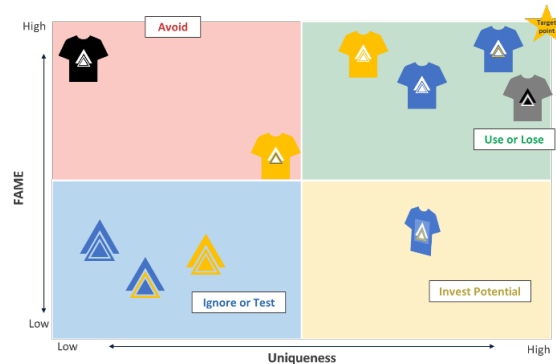 High
Avoid
Target
point
Use or Lose
FAME
Ignore or Test
Invest Potential
Low
Low
High
Uniqueness